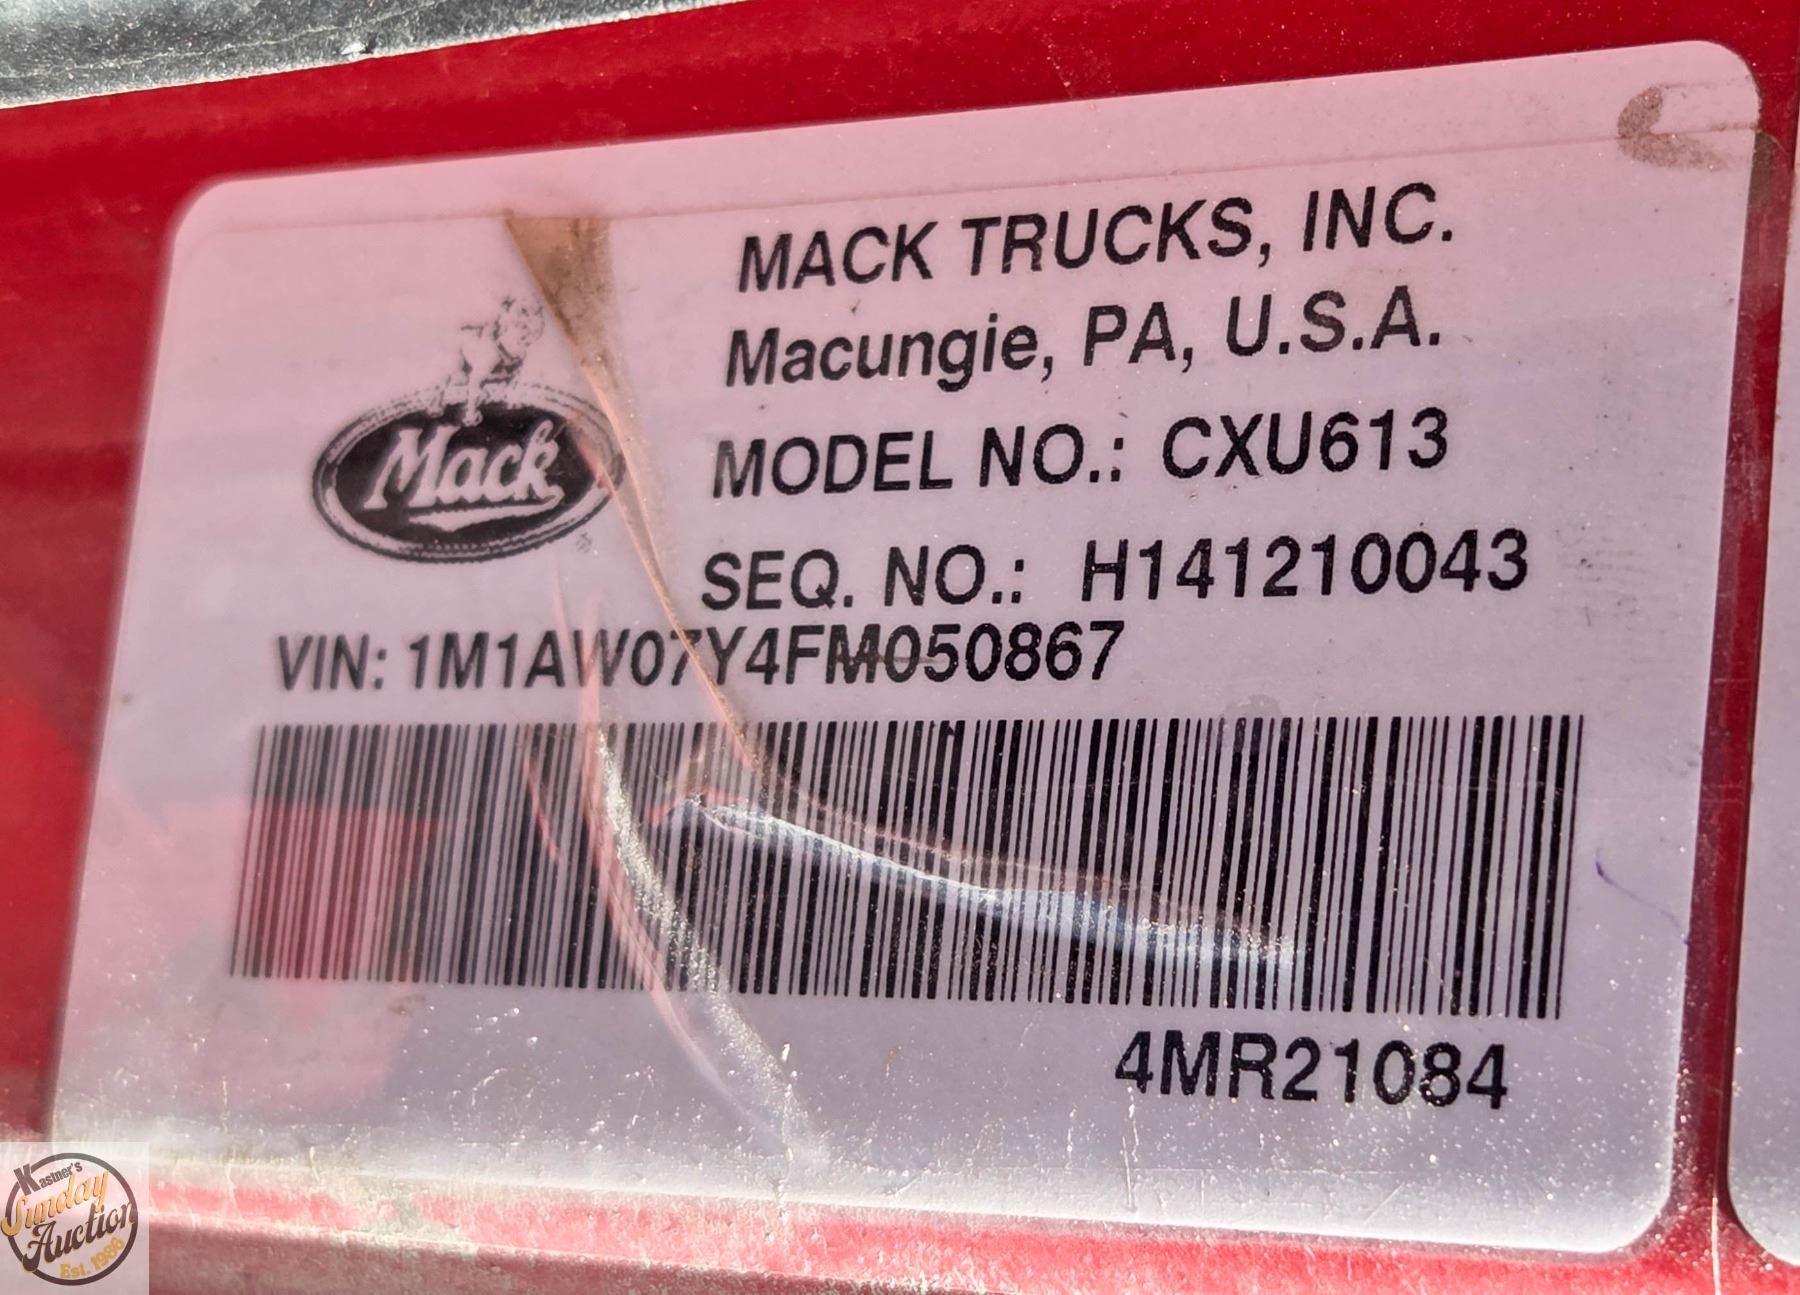 MACK TRUCKS, INC.
Macungie, PA, U.S.A.
Mack
®
MODEL NO.: CXU613
SEQ. NO.: H141210043
VIN: 1M1AW07Y4FM050867
4MR21084
Kastner's
Sunday
Auction
Est. 1986